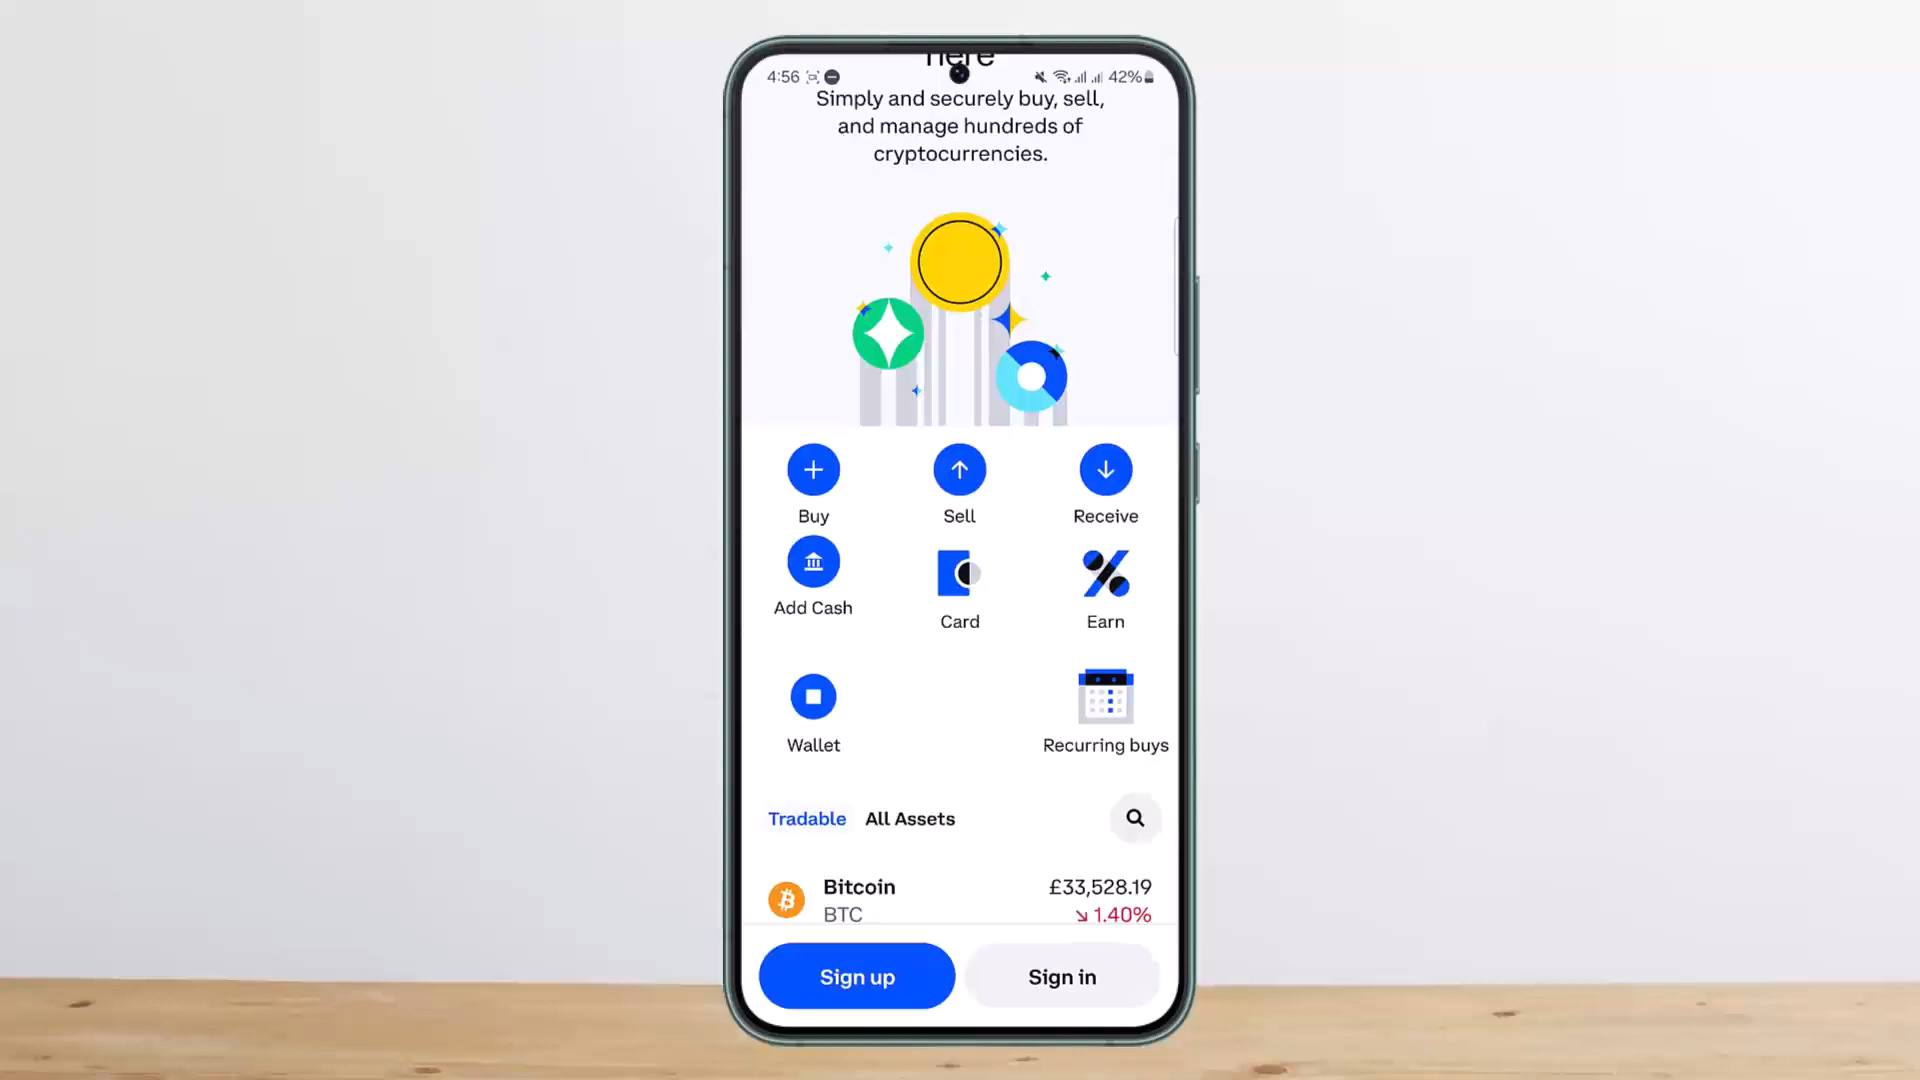 here
4:56 42%
Simply and securely buy, sell,
and manage hundreds of
cryptocurrencies.
Buy Sell Receive
Add Cash Card Earn
Wallet Recurring buys
Tradable All Assets
Bitcoin £33,528.19
BTC 1.40%
Sign up Sign in